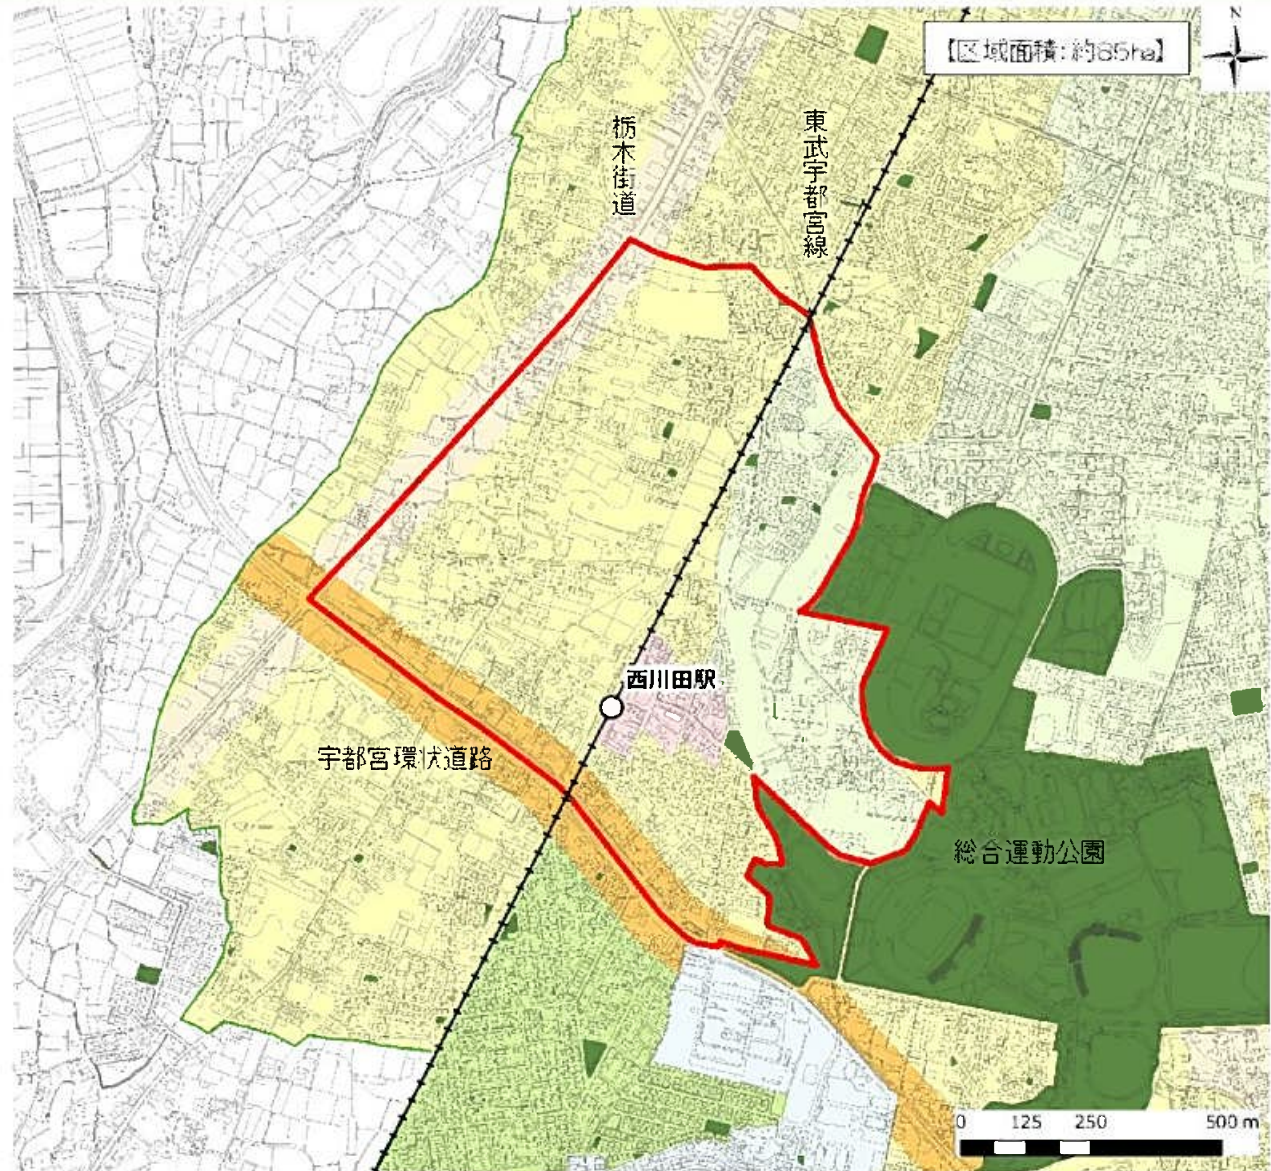 【区域面積:約85ha】
N
栃木街道
東武宇都宮線
西川田駅
宇都宮環状道路
総合運動公園
0 125 250 500 m